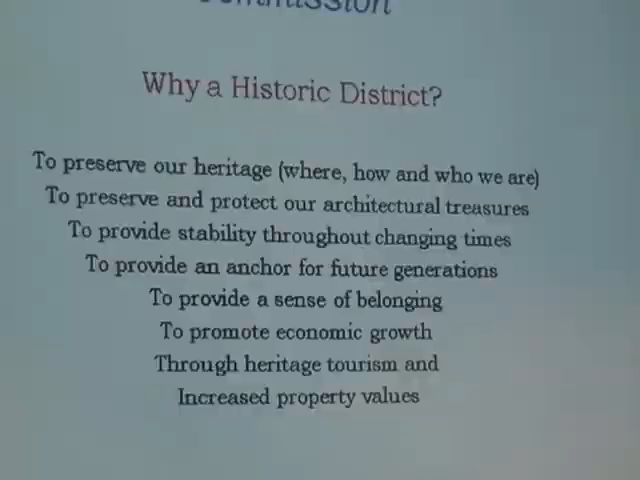 Commission
Why a Historic District?
To preserve our heritage (where, how and who we are)
To preserve and protect our architectural treasures
To provide stability throughout changing times
To provide an anchor for future generations
To provide a sense of belonging
To promote economic growth
Through heritage tourism and
Increased property values